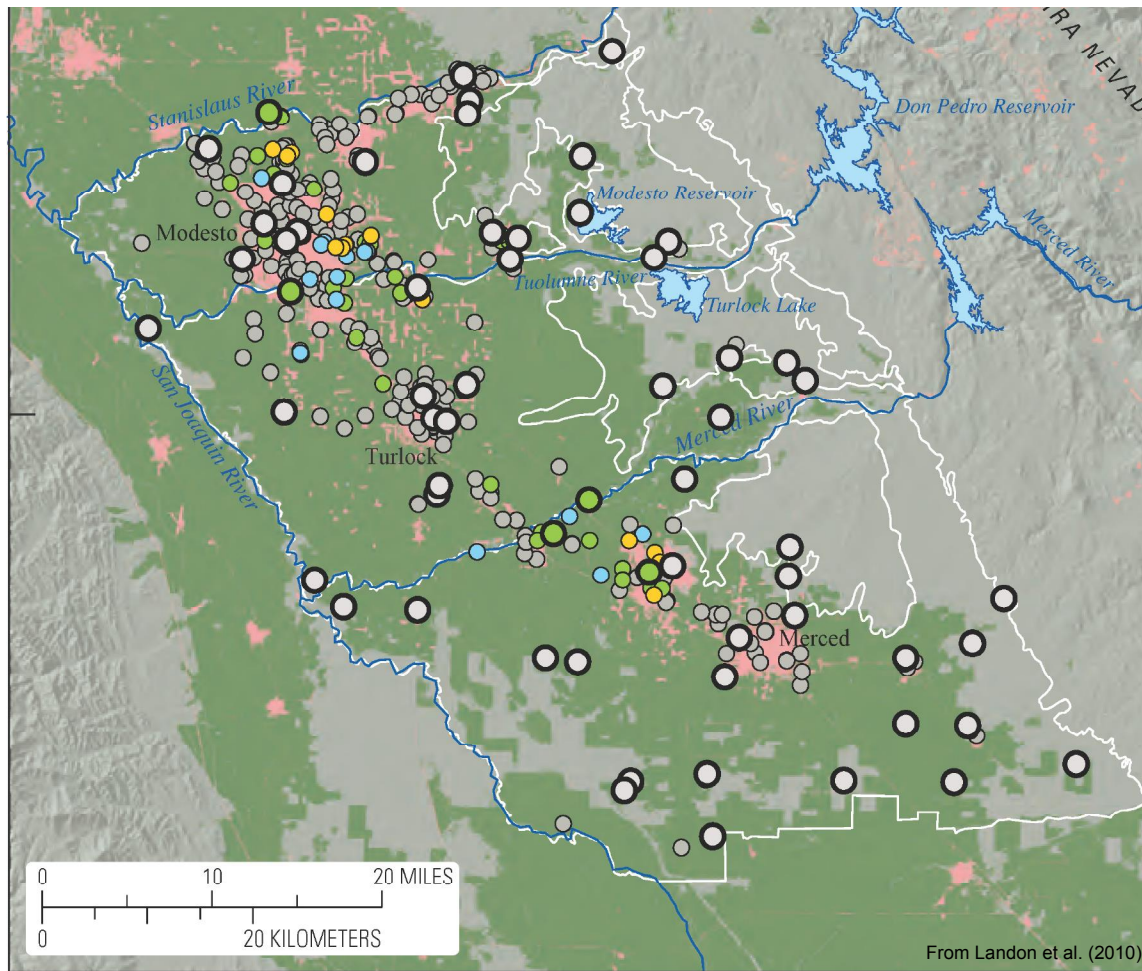 RA NEVAD
Stanislaus River
Don Pedro Reservoir
Modesto Reservoir
Merced River
Modesto
Tuolumne River
Turlock Lake
San Joaquin River
Merced River
Turlock
Merced
0 10 20 MILES
0 20 KILOMETERS
From Landon et al. (2010)